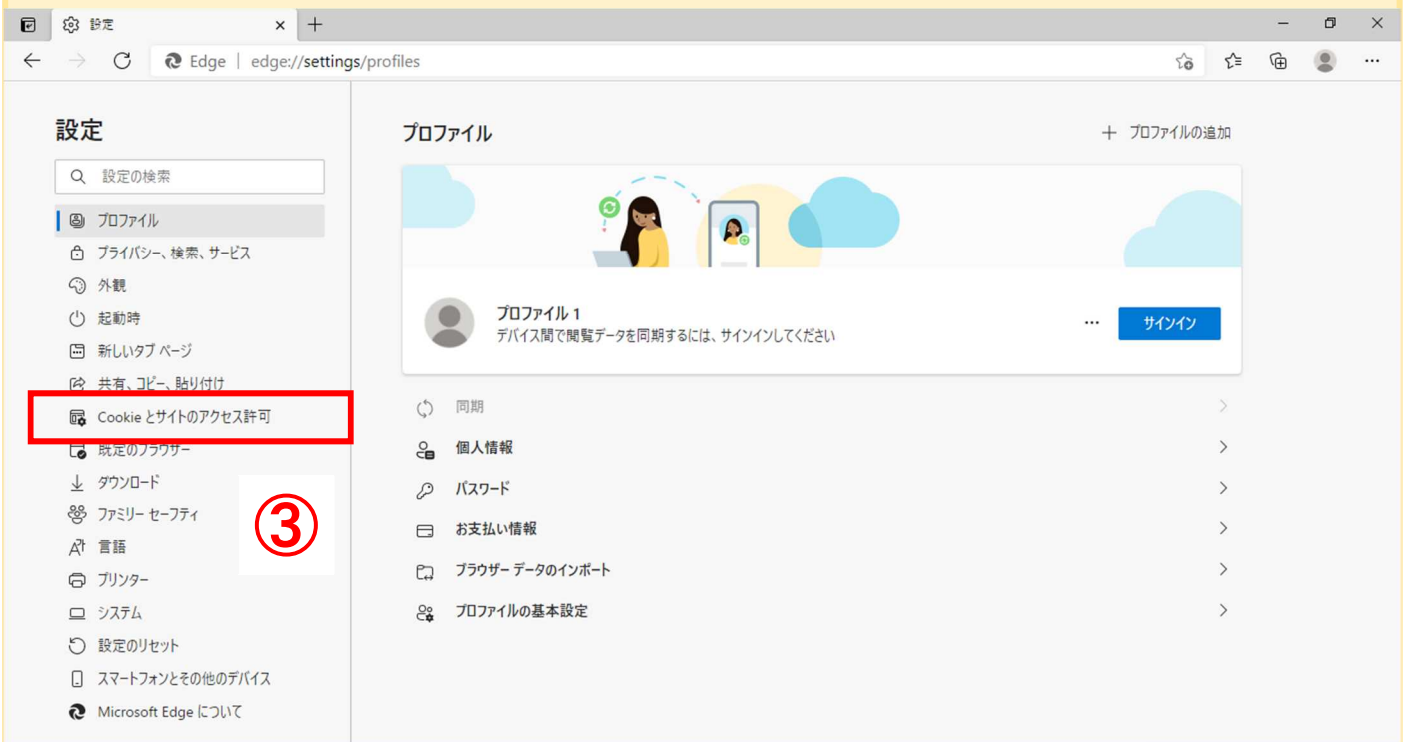 設定
Edge | edge://settings/profiles
設定
設定の検索
プロファイル
プライバシー、検索、サービス
外観
起動時
新しいタブ ページ
共有、コピー、貼り付け
Cookie とサイトのアクセス許可
既定のブラウザー
ダウンロード
ファミリー セーフティ
言語
プリンター
システム
設定のリセット
スマートフォンとその他のデバイス
Microsoft Edge について
③
プロファイル
プロファイルの追加
プロファイル 1
デバイス間で閲覧データを同期するには、サインインしてください
サインイン
同期
個人情報
パスワード
お支払い情報
ブラウザー データのインポート
プロファイルの基本設定